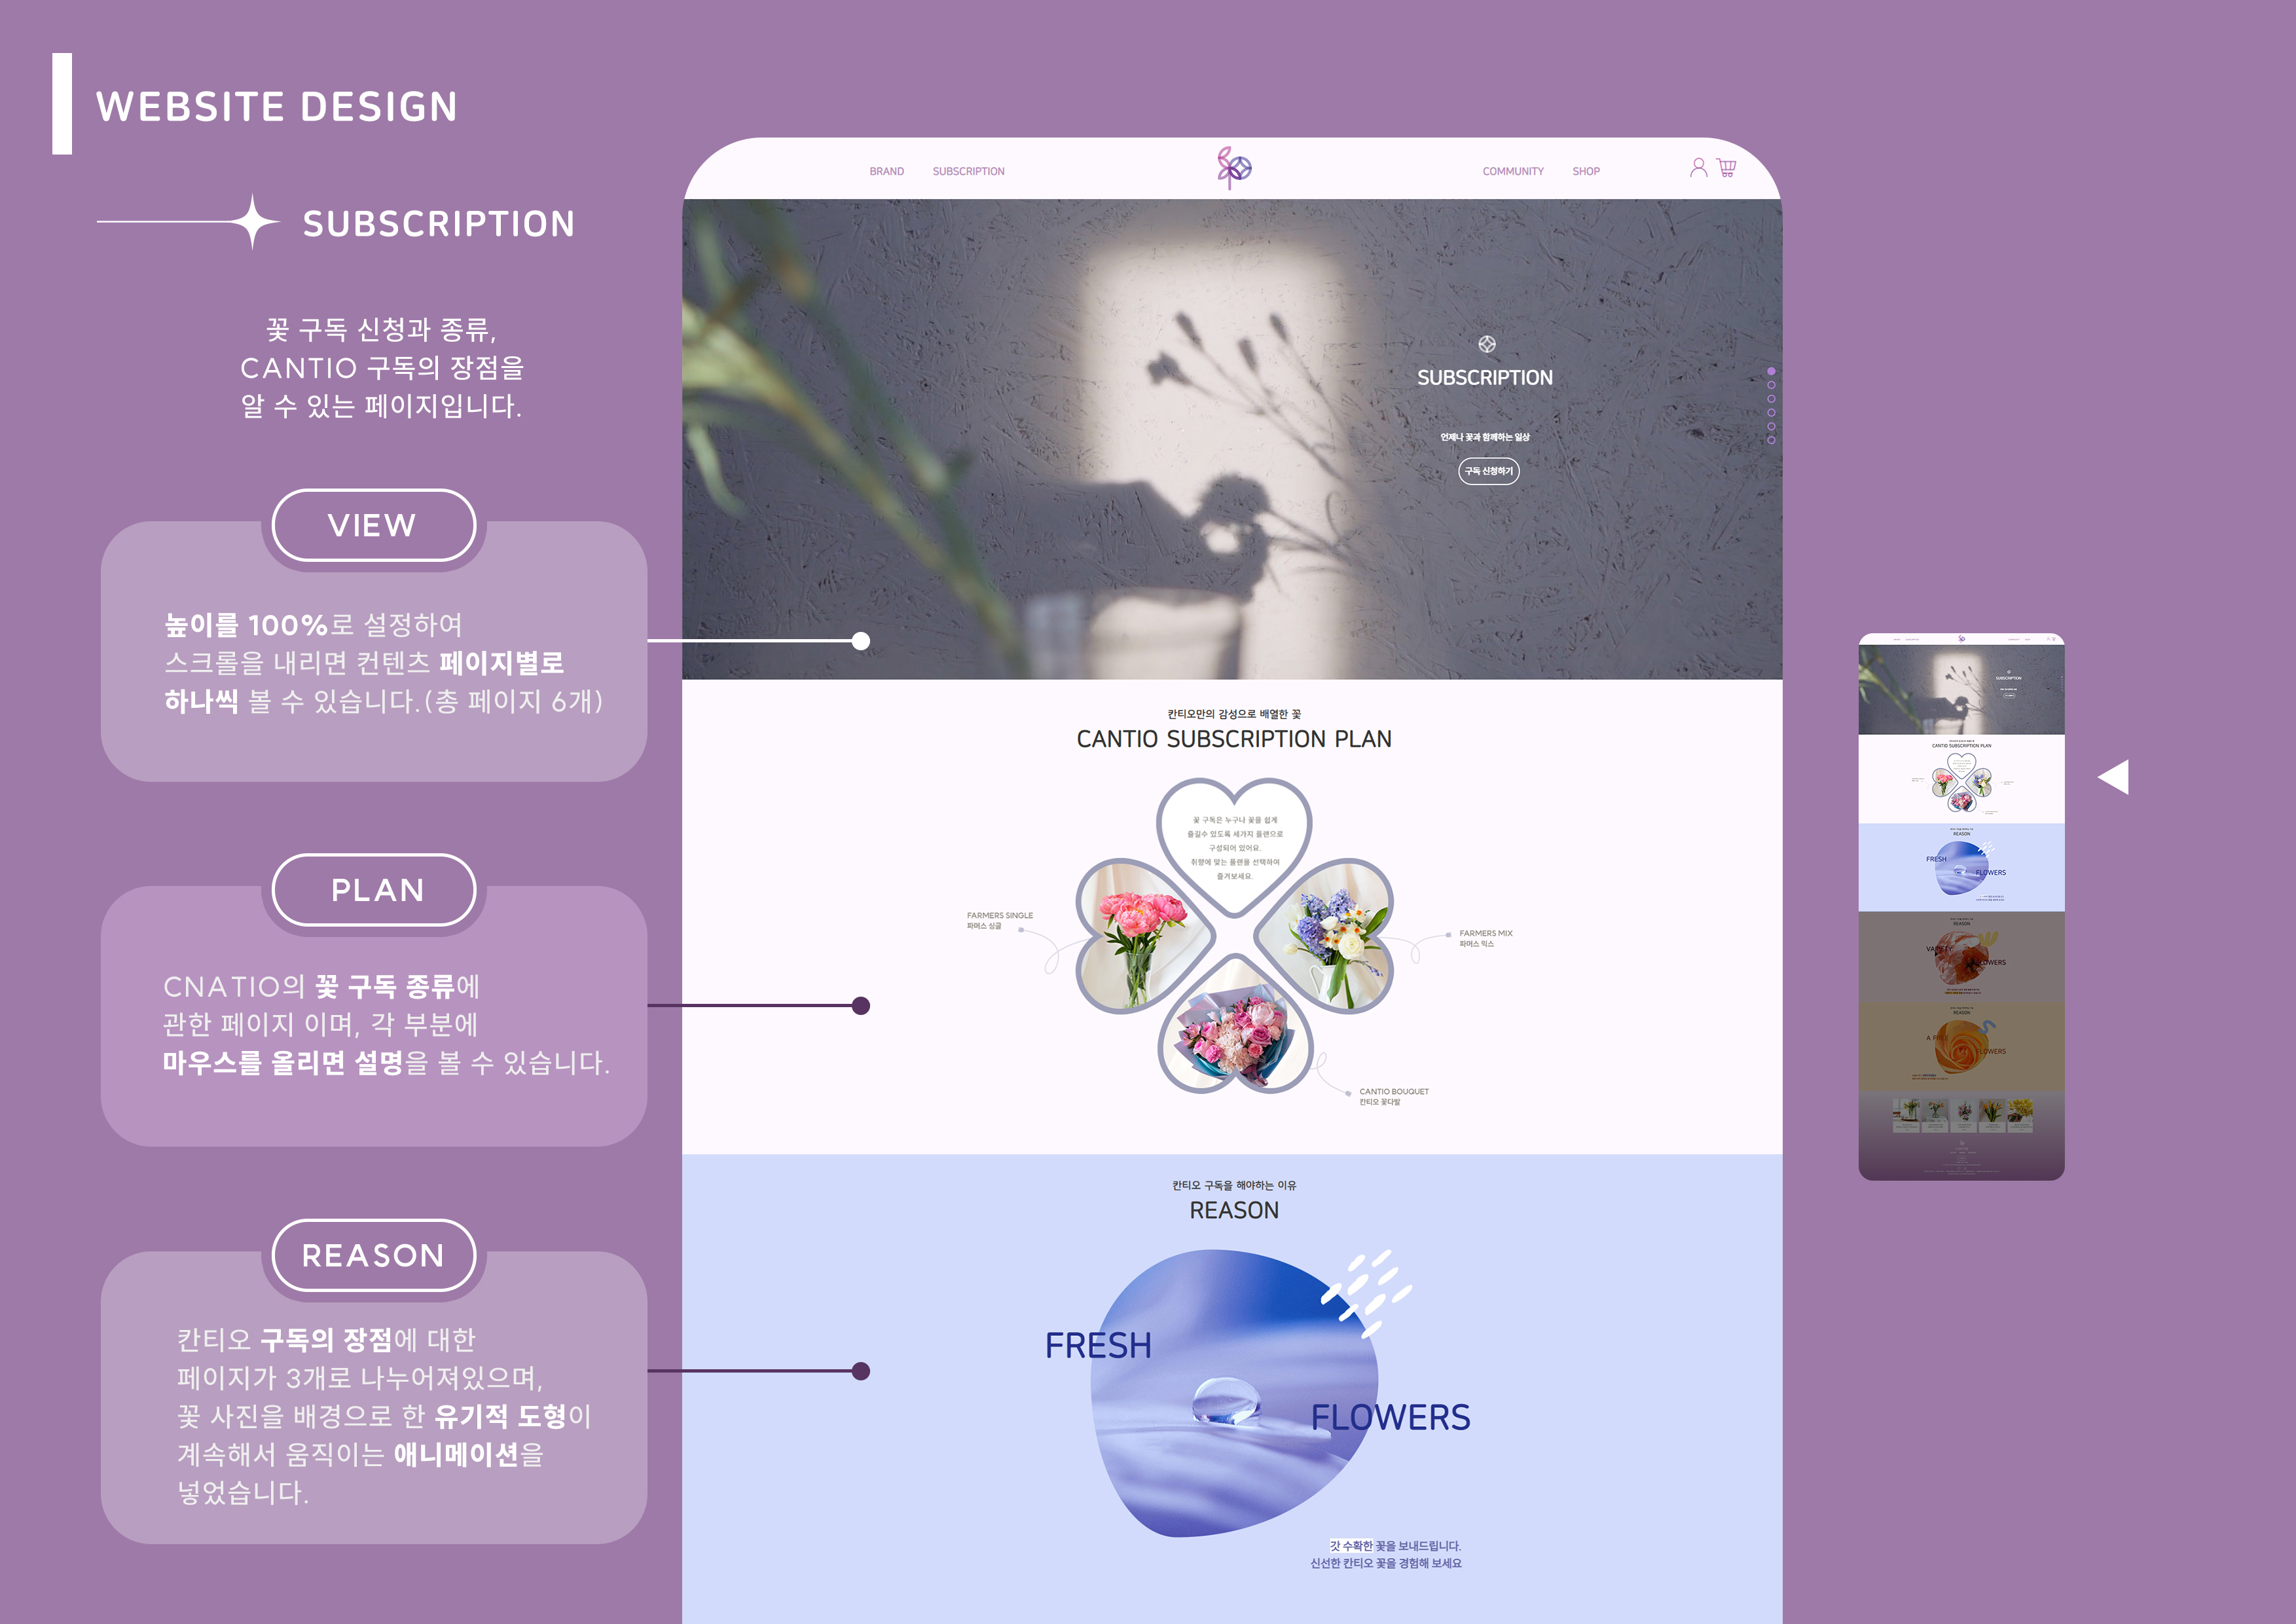 WEBSITE DESIGN
SUBSCRIPTION
꽃 구독 신청과 종류,
CANTIO 구독의 장점을
알 수 있는 페이지입니다.
VIEW
높이를 100%로 설정하여
스크롤을 내리면 컨텐츠 페이지별로
하나씩 볼 수 있습니다.(총 페이지 6개)
PLAN
CNATIO의 꽃 구독 종류에
관한 페이지 이며, 각 부분에
마우스를 올리면 설명을 볼 수 있습니다.
REASON
칸티오 구독의 장점에 대한
페이지가 3개로 나누어져있으며,
꽃 사진을 배경으로 한 유기적 도형이
계속해서 움직이는 애니메이션을
넣었습니다.
BRAND SUBSCRIPTION COMMUNITY SHOP
SUBSCRIPTION
언제나 꽃과 함께하는 일상
구독 신청하기
칸티오만의 감성으로 배열한 꽃
CANTIO SUBSCRIPTION PLAN
꽃 구독은 누구나 꽃을 쉽게
즐길수 있도록 세가지 플랜으로
구성되어 있어요.
취향에 맞는 플랜을 선택하여
즐겨보세요.
FARMERS SINGLE
파머스 싱글
FARMERS MIX
파머스 믹스
CANTIO BOUQUET
칸티오 꽃다발
칸티오 구독을 해야하는 이유
REASON
FRESH
FLOWERS
갓 수확한 꽃을 보내드립니다.
신선한 칸티오 꽃을 경험해 보세요
SUBSCRIPTION
CANTIO SUBSCRIPTION PLAN
REASON
FRESH
FLOWERS
REASON
FLOWERS
REASON
FLOWERS